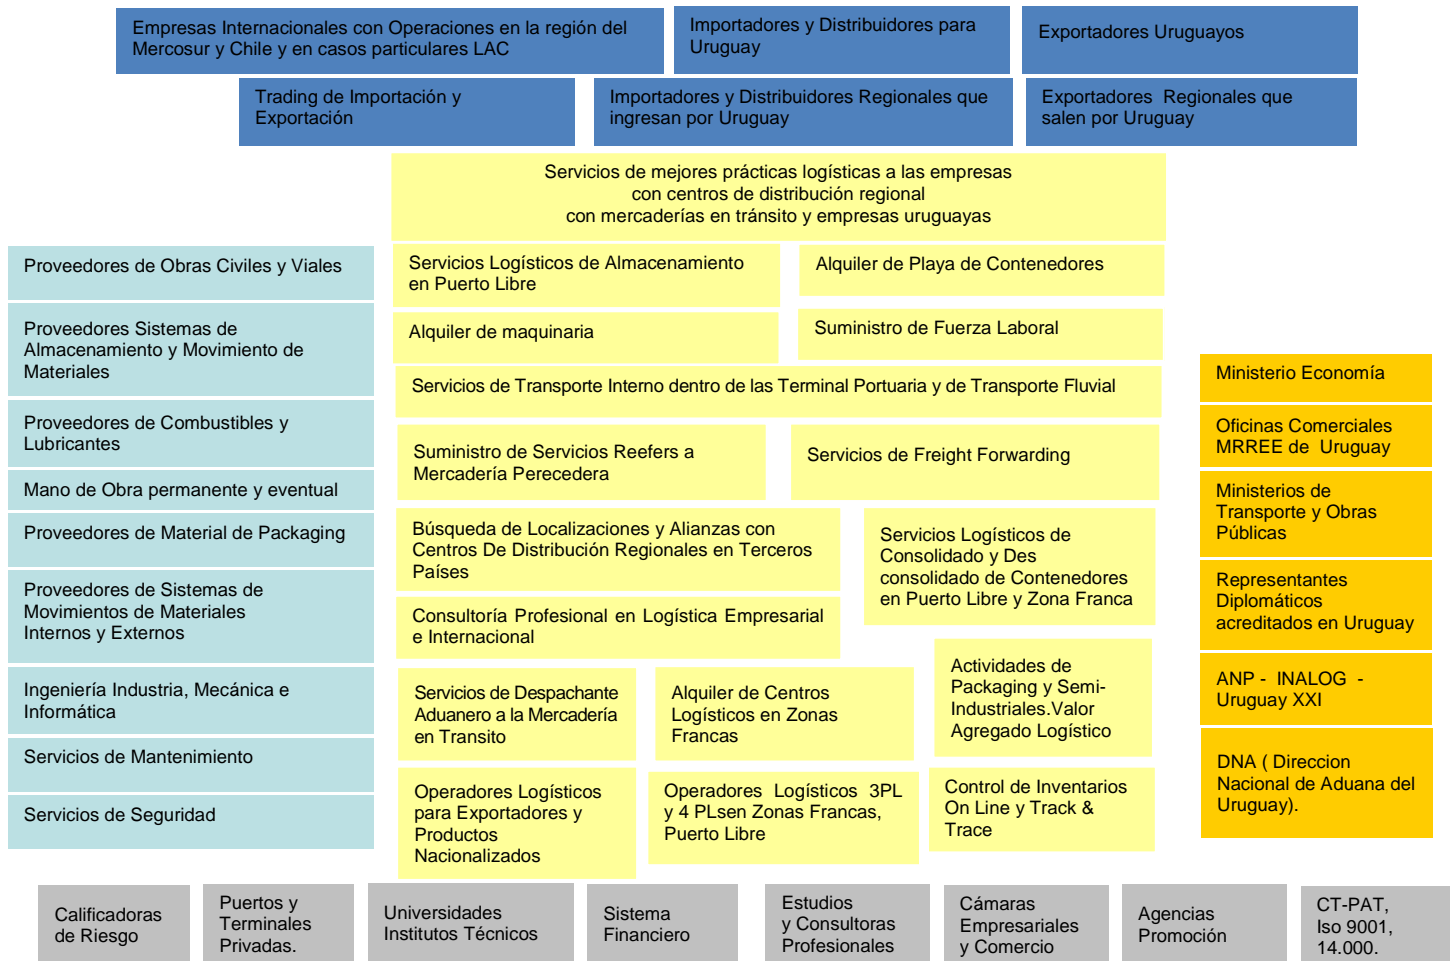 Empresas Internacionales con Operaciones en la región del
Mercosur y Chile y en casos particulares LAC
Importadores y Distribuidores para
Uruguay
Exportadores Uruguayos
Trading de Importación y
Exportación
Importadores y Distribuidores Regionales que
ingresan por Uruguay
Exportadores Regionales que
salen por Uruguay
Servicios de mejores prácticas logísticas a las empresas
con centros de distribución regional
con mercaderías en tránsito y empresas uruguayas
Proveedores de Obras Civiles y Viales
Proveedores Sistemas de
Almacenamiento y Movimiento de
Materiales
Proveedores de Combustibles y
Lubricantes
Mano de Obra permanente y eventual
Proveedores de Material de Packaging
Proveedores de Sistemas de
Movimientos de Materiales
Internos y Externos
Ingeniería Industria, Mecánica e
Informática
Servicios de Mantenimiento
Servicios de Seguridad
Servicios Logísticos de Almacenamiento
en Puerto Libre
Alquiler de Playa de Contenedores
Alquiler de maquinaria
Suministro de Fuerza Laboral
Servicios de Transporte Interno dentro de las Terminal Portuaria y de Transporte Fluvial
Suministro de Servicios Reefers a
Mercadería Perecedera
Servicios de Freight Forwarding
Búsqueda de Localizaciones y Alianzas con
Centros De Distribución Regionales en Terceros
Países
Servicios Logísticos de
Consolidado y Des
consolidado de Contenedores
en Puerto Libre y Zona Franca
Consultoría Profesional en Logística Empresarial
e Internacional
Servicios de Despachante
Aduanero a la Mercadería
en Transito
Alquiler de Centros
Logísticos en Zonas
Francas
Actividades de
Packaging y Semi-
Industriales.Valor
Agregado Logístico
Operadores Logísticos
para Exportadores y
Productos
Nacionalizados
Operadores Logísticos 3PL
y 4 PLsen Zonas Francas,
Puerto Libre
Control de Inventarios
On Line y Track &
Trace
Ministerio Economía
Oficinas Comerciales
MRREE de Uruguay
Ministerios de
Transporte y Obras
Públicas
Representantes
Diplomáticos
acreditados en Uruguay
ANP - INALOG -
Uruguay XXI
DNA ( Direccion
Nacional de Aduana del
Uruguay).
Calificadoras
de Riesgo
Puertos y
Terminales
Privadas.
Universidades
Institutos Técnicos
Sistema
Financiero
Estudios
y Consultoras
Profesionales
Cámaras
Empresariales
y Comercio
Agencias
Promoción
CT-PAT,
Iso 9001,
14.000.